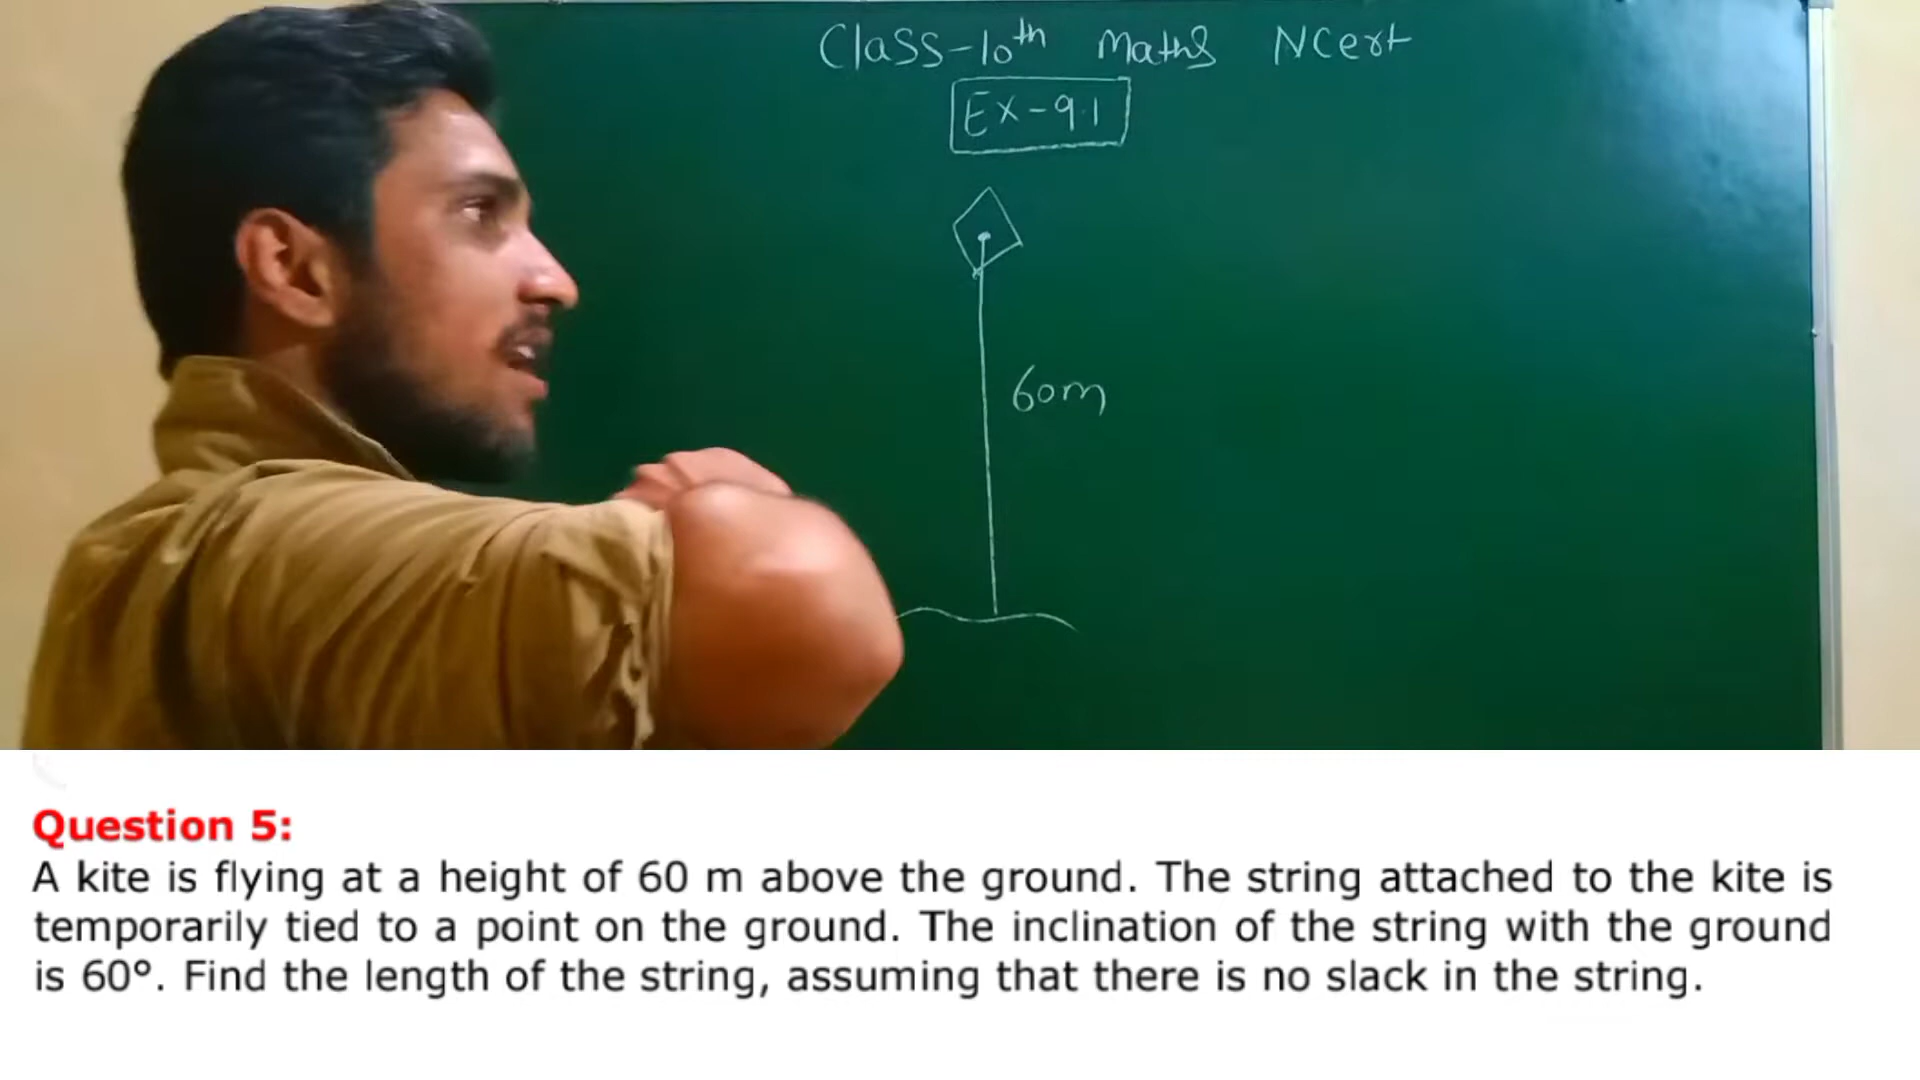 Class-10th Maths NCert
Ex-9.1
60m
Question 5:
A kite is flying at a height of 60 m above the ground. The string attached to the kite is
temporarily tied to a point on the ground. The inclination of the string with the ground
is 60°. Find the length of the string, assuming that there is no slack in the string.